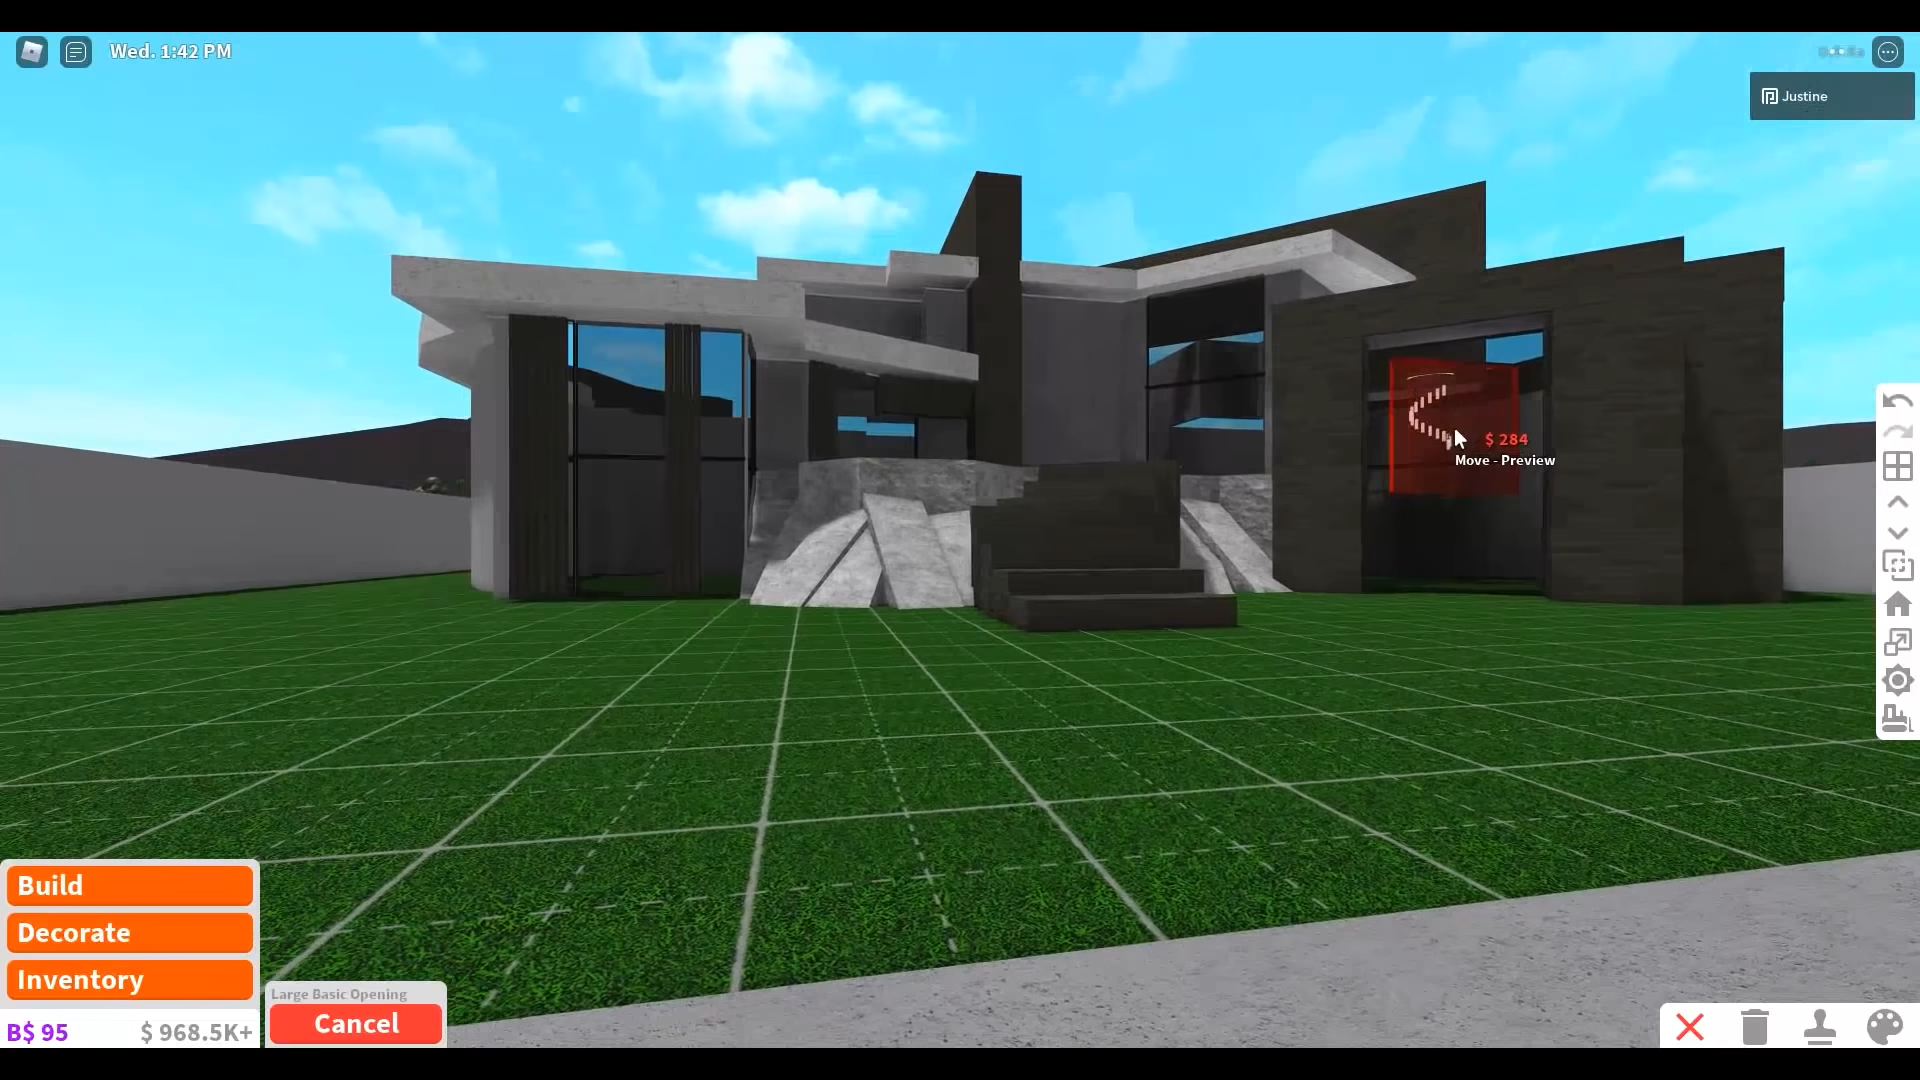 Wed. 1:42 PM
Justine
$ 284
Move - Preview
Build
Decorate
Inventory
Large Basic Opening
B$ 95
$ 968.5K+
Cancel